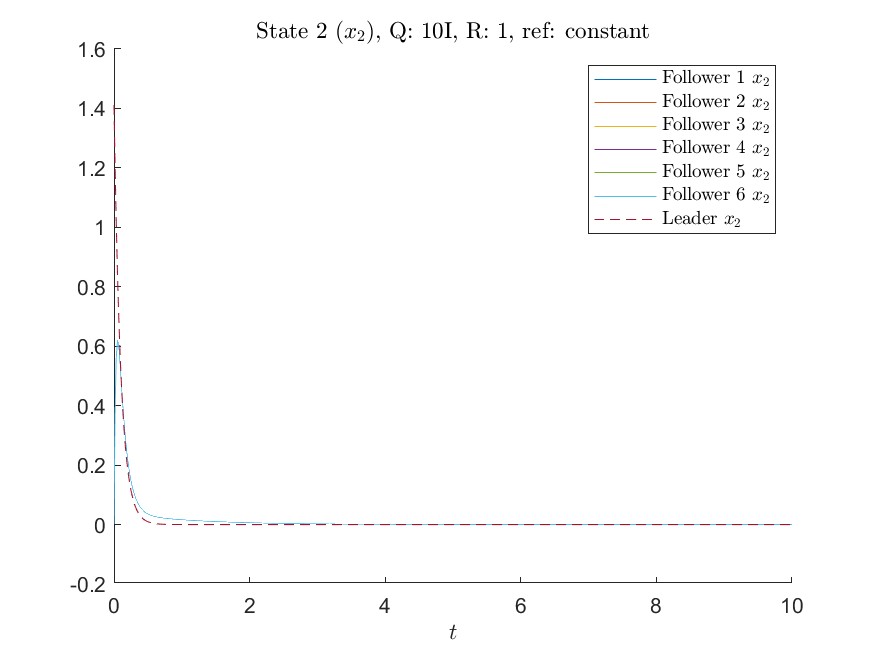 State 2 (x₂), Q: 10I, R: 1, ref: constant
1.6
1.4
1.2
1
0.8
0.6
0.4
0.2
0
-0.2
Follower 1 x₂
Follower 2 x₂
Follower 3 x₂
Follower 4 x₂
Follower 5 x₂
Follower 6 x₂
Leader x₂
0 2 4 6 8 10
t